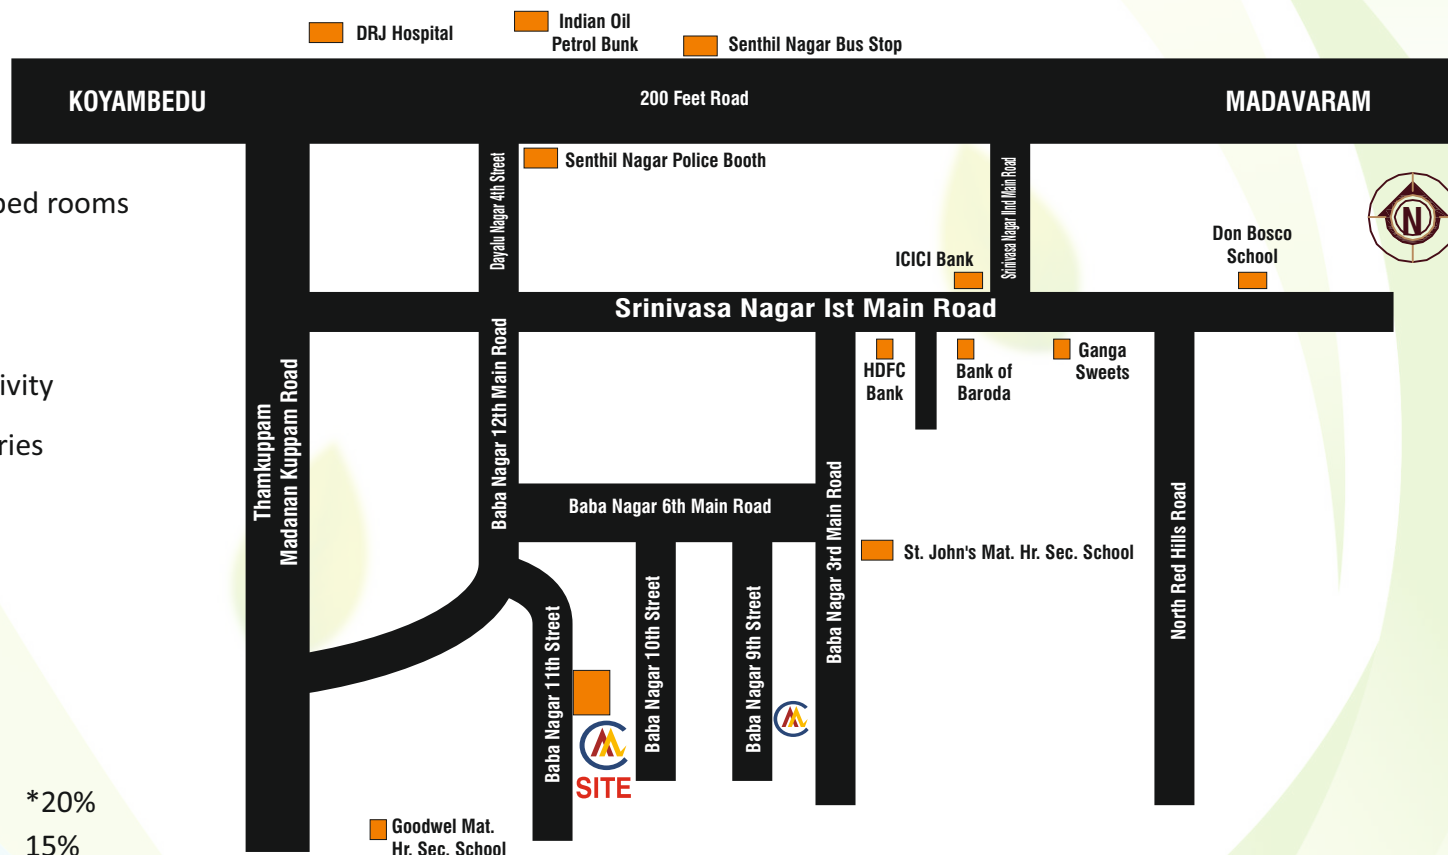 DRJ Hospital
Indian Oil
Petrol Bunk
Senthil Nagar Bus Stop
KOYAMBEDU
200 Feet Road
MADAVARAM
Dayalu Nagar 4th Street
Senthil Nagar Police Booth
Srinivasa Nagar IInd Main Road
bed rooms
N
Don Bosco
School
ICICI Bank
Srinivasa Nagar Ist Main Road
HDFC
Bank
Bank of
Baroda
Ganga
Sweets
ivity
ries
Thamkuppam
Madanan Kuppam Road
Baba Nagar 12th Main Road
Baba Nagar 6th Main Road
Baba Nagar 3rd Main Road
St. John's Mat. Hr. Sec. School
North Red Hills Road
Baba Nagar 11th Street
Baba Nagar 10th Street
Baba Nagar 9th Street
SITE
*20%
15%
Goodwel Mat.
Hr. Sec. School